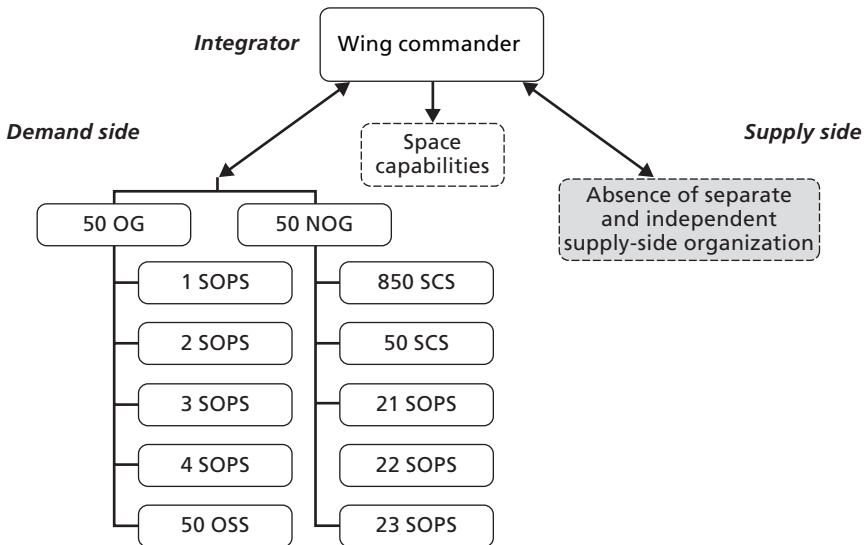 Integrator
Wing commander
Demand side
Space
capabilities
Supply side
Absence of separate
and independent
supply-side organization
50 OG
50 NOG
1 SOPS
850 SCS
2 SOPS
50 SCS
3 SOPS
21 SOPS
4 SOPS
22 SOPS
50 OSS
23 SOPS